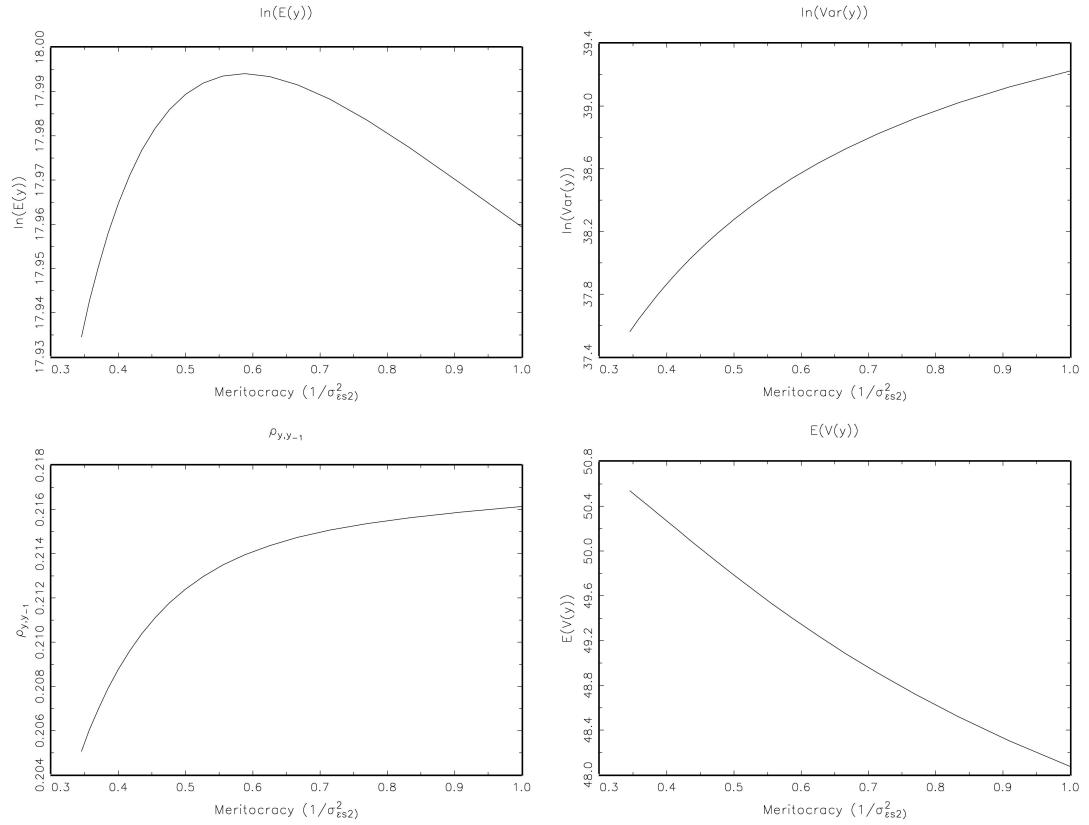 ln(E(y))
ln(E(y))
18.00
17.99
17.98
17.97
17.96
17.95
17.94
17.93
0.3 0.4 0.5 0.6 0.7 0.8 0.9 1.0
Meritocracy (1/σ²εs2)
ln(Var(y))
ln(Var(y))
39.4
39.0
38.6
38.2
37.8
37.4
0.3 0.4 0.5 0.6 0.7 0.8 0.9 1.0
Meritocracy (1/σ²εs2)
ρy,y−1
ρy,y−1
0.218
0.216
0.214
0.212
0.210
0.208
0.206
0.204
0.3 0.4 0.5 0.6 0.7 0.8 0.9 1.0
Meritocracy (1/σ²εs2)
E(V(y))
E(V(y))
50.8
50.4
50.0
49.6
49.2
48.8
48.4
48.0
0.3 0.4 0.5 0.6 0.7 0.8 0.9 1.0
Meritocracy (1/σ²εs2)